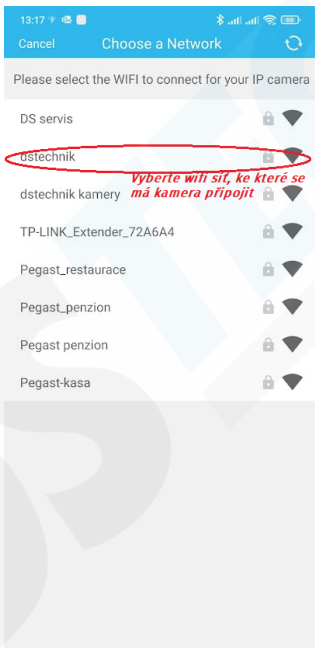 13:17
Cancel Choose a Network
Please select the WIFI to connect for your IP camera
DS servis
dstechnik
Vyberte wifi síť, ke které se
dstechnik kamery má kamera připojit
TP-LINK_Extender_72A6A4
Pegast_restaurace
Pegast_penzion
Pegast penzion
Pegast-kasa